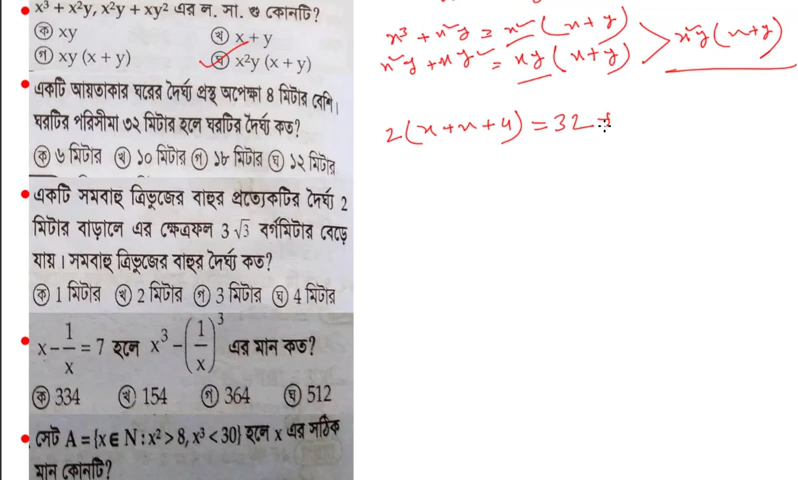 x³ + x²y, x²y + xy² এর ল. সা. গু কোনটি?
ক xy খ x + y
গ xy (x + y) ঘ x²y (x + y)
একটি আয়তাকার ঘরের দৈর্ঘ্য প্রস্থ অপেক্ষা ৪ মিটার বেশি।
ঘরটির পরিসীমা ৩২ মিটার হলে ঘরটির দৈর্ঘ্য কত?
ক ৬ মিটার খ ১০ মিটার গ ১৮ মিটার ঘ ১২ মিটার
একটি সমবাহু ত্রিভুজের বাহুর প্রত্যেকটির দৈর্ঘ্য 2
মিটার বাড়ালে এর ক্ষেত্রফল 3√3 বর্গমিটার বেড়ে
যায়। সমবাহু ত্রিভুজের বাহুর দৈর্ঘ্য কত?
ক 1 মিটার খ 2 মিটার গ 3 মিটার ঘ 4 মিটার
x - 1/x = 7 হলে x³ - (1/x)³ এর মান কত?
ক 334 খ 154 গ 364 ঘ 512
সেট A = {x ∈ N : x² > 8, x³ < 30} হলে x এর সঠিক
মান কোনটি?
x³ + x²y = x² (x + y)
x²y + xy² = xy (x + y) > x²y (x + y)
2 (x + x + 4) = 32